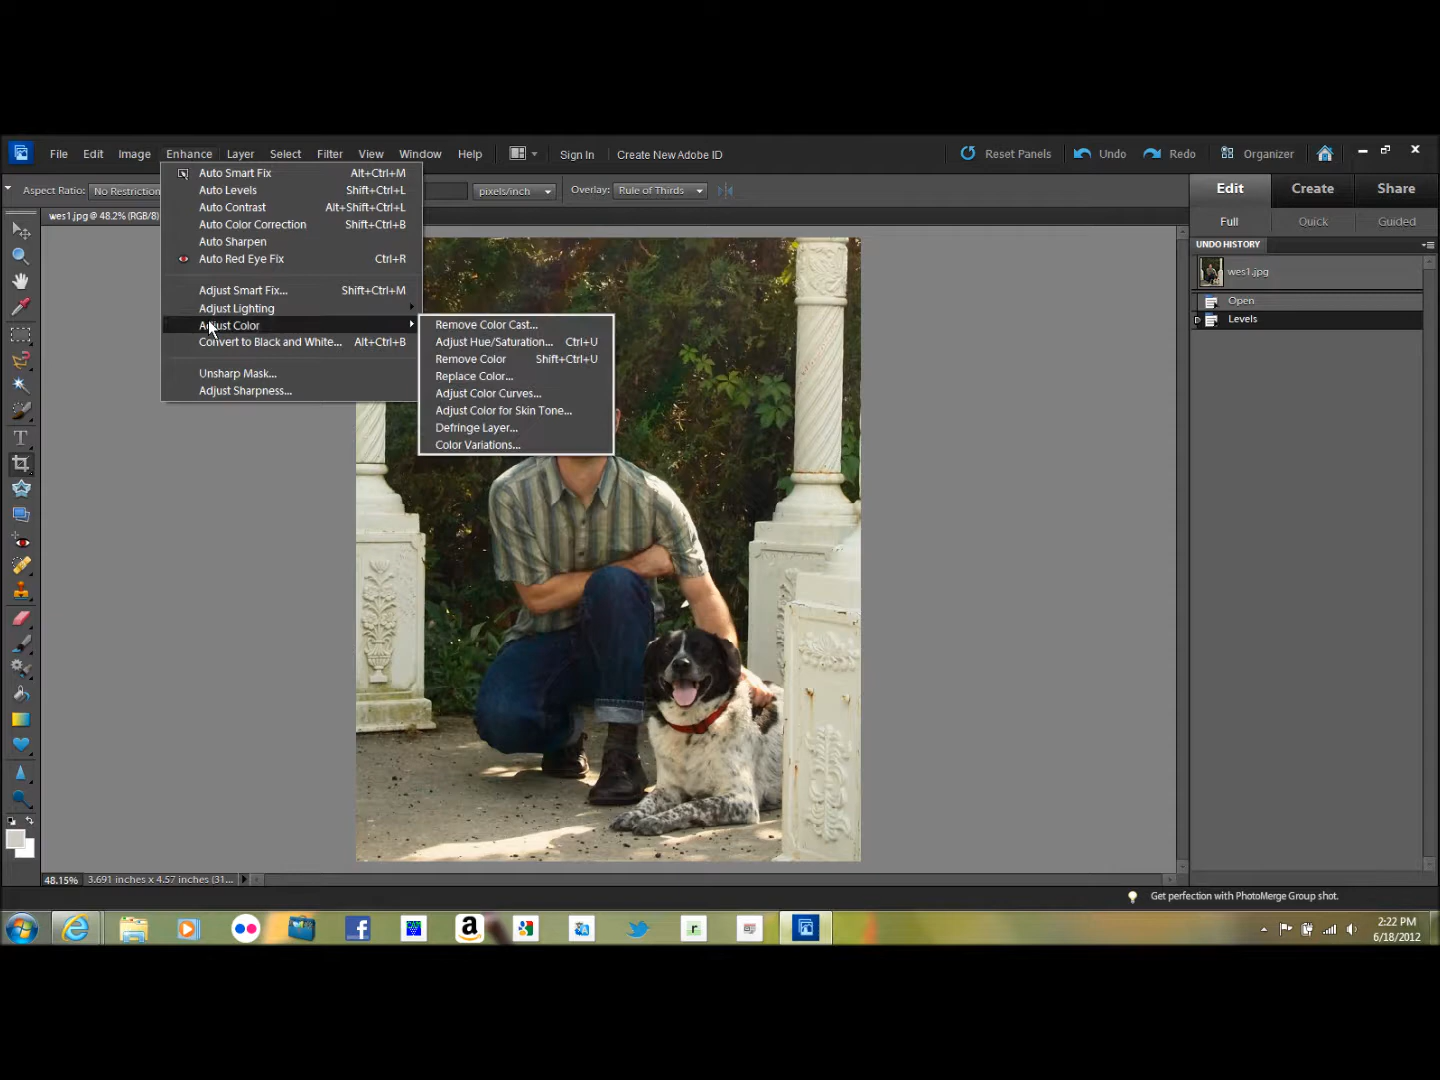 File Edit Image Enhance Layer Select Filter View Window Help Sign In Create New Adobe ID Reset Panels Undo Redo Organizer
Aspect Ratio: No Restriction pixels/inch Overlay: Rule of Thirds
Edit Create Share
Full Quick Guided
wes1.jpg @ 48.2% (RGB/8)
Auto Smart Fix Alt+Ctrl+M
Auto Levels Shift+Ctrl+L
Auto Contrast Alt+Shift+Ctrl+L
Auto Color Correction Shift+Ctrl+B
Auto Sharpen
Auto Red Eye Fix Ctrl+R
Adjust Smart Fix... Shift+Ctrl+M
Adjust Lighting
Adjust Color
Convert to Black and White... Alt+Ctrl+B
Unsharp Mask...
Adjust Sharpness...
Remove Color Cast...
Adjust Hue/Saturation... Ctrl+U
Remove Color Shift+Ctrl+U
Replace Color...
Adjust Color Curves...
Adjust Color for Skin Tone...
Defringe Layer...
Color Variations...
UNDO HISTORY
wes1.jpg
Open
Levels
48.15% 3.691 inches x 4.57 inches (31...
Get perfection with PhotoMerge Group shot.
2:22 PM
6/18/2012